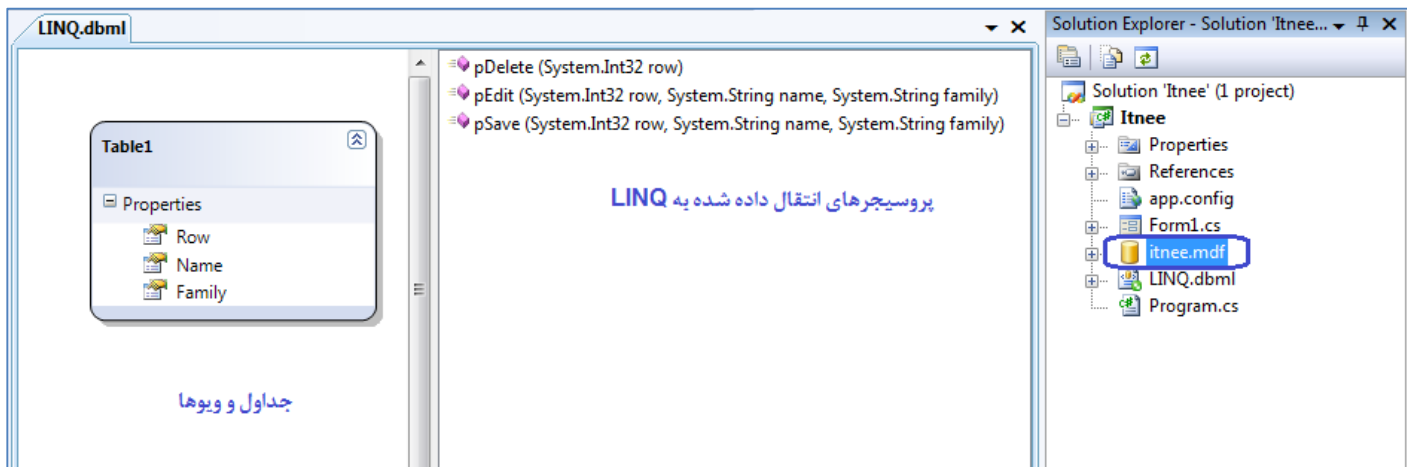 LINQ.dbml
Table1
Properties
Row
Name
Family
جداول و ویوها
pDelete (System.Int32 row)
pEdit (System.Int32 row, System.String name, System.String family)
pSave (System.Int32 row, System.String name, System.String family)
پروسیجرهای انتقال داده شده به LINQ
Solution Explorer - Solution 'Itnee...
Solution 'Itnee' (1 project)
Itnee
Properties
References
app.config
Form1.cs
itnee.mdf
LINQ.dbml
Program.cs